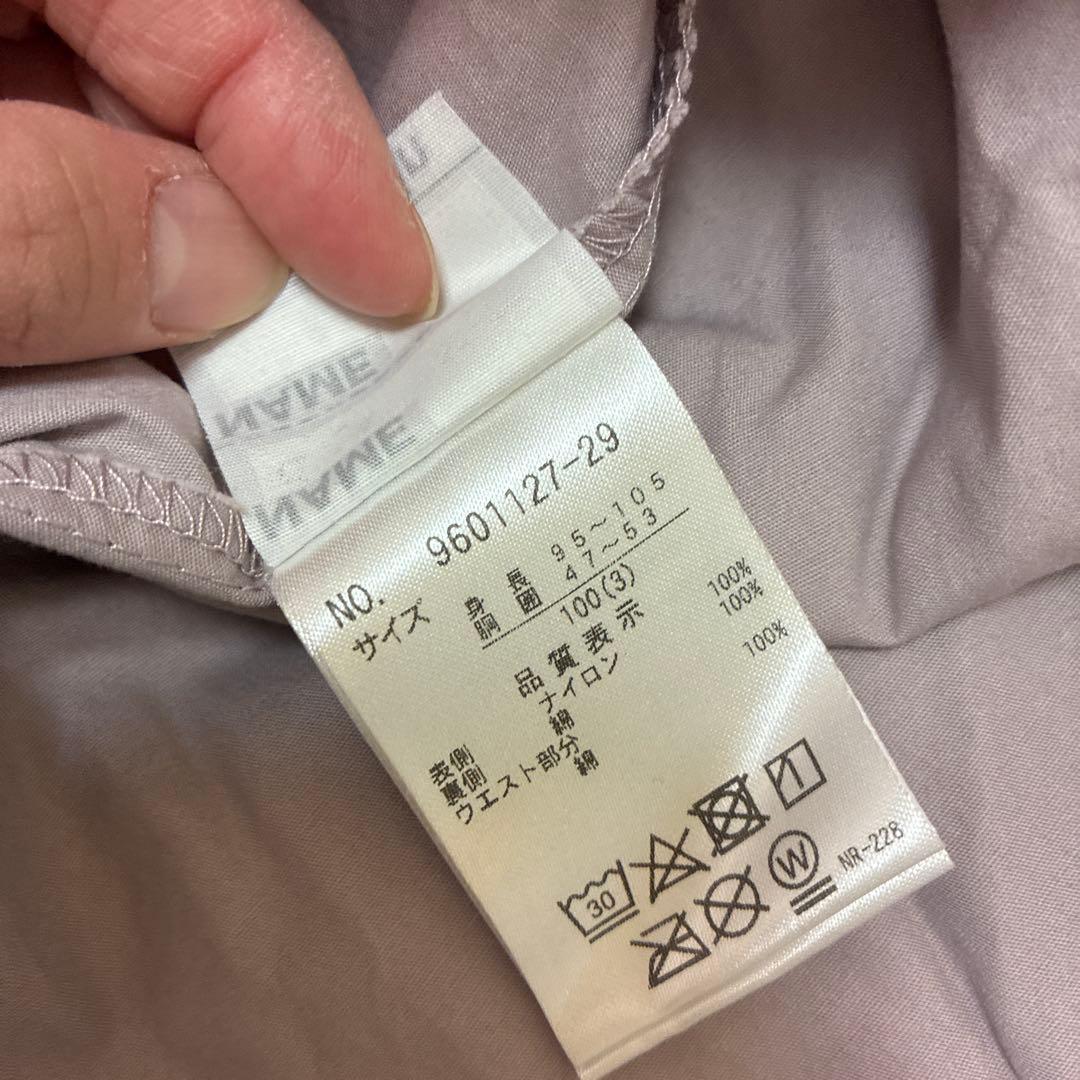 NAME
NAME
NO. 9601127-29
サイズ
身長 95～105
胸囲 47～53
100(3)
品質表示
表側 ナイロン 100%
裏側 綿 100%
ウエスト部分
綿 100%
30
W
NR-228